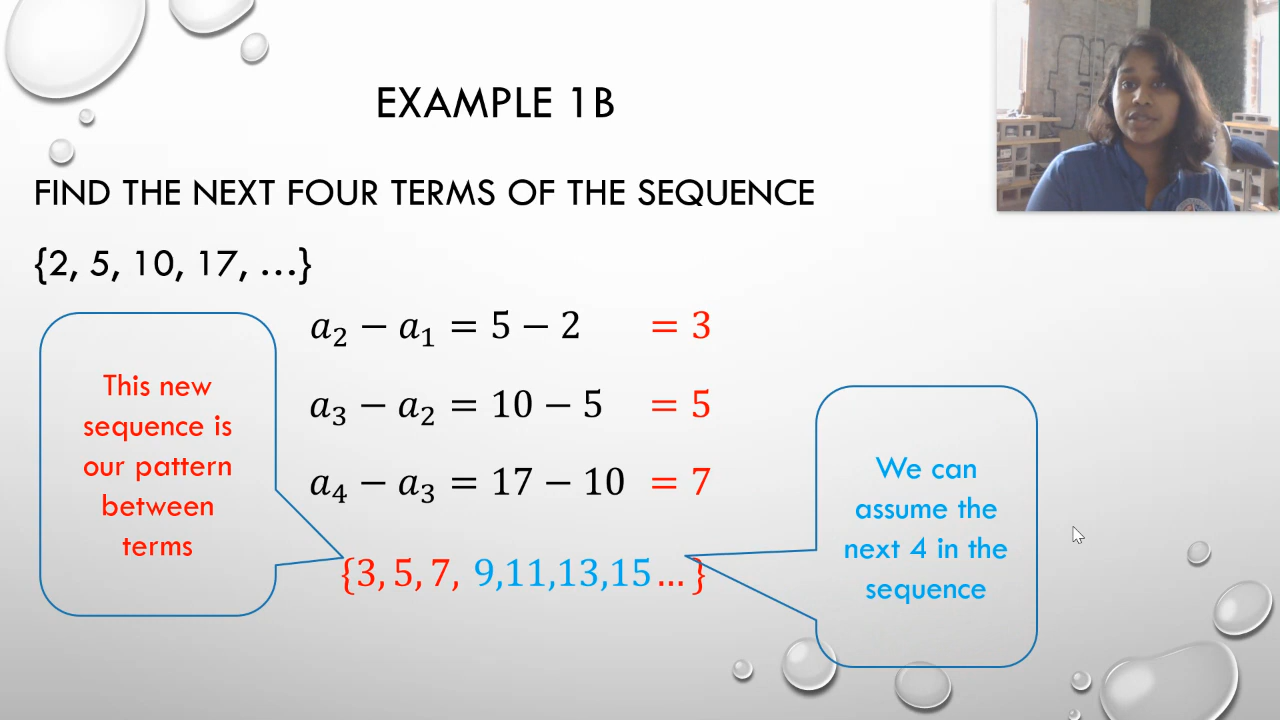 EXAMPLE 1B
FIND THE NEXT FOUR TERMS OF THE SEQUENCE
{2, 5, 10, 17, …}
a₂ − a₁ = 5 − 2 = 3
a₃ − a₂ = 10 − 5 = 5
a₄ − a₃ = 17 − 10 = 7
{3, 5, 7, 9,11,13,15… }
This new
sequence is
our pattern
between
terms
We can
assume the
next 4 in the
sequence